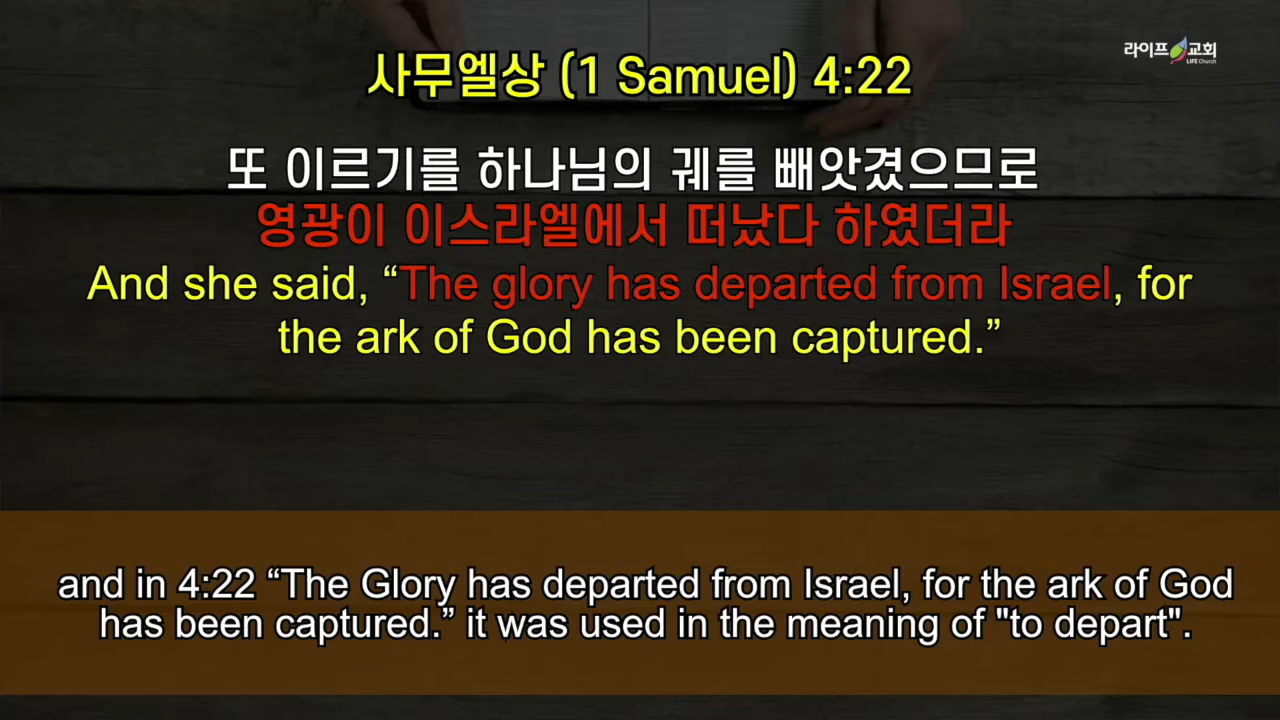 라이프 교회
LIFE Church
사무엘상 (1 Samuel) 4:22
또 이르기를 하나님의 궤를 빼앗겼으므로
영광이 이스라엘에서 떠났다 하였더라
And she said, “The glory has departed from Israel, for
the ark of God has been captured.”
and in 4:22 “The Glory has departed from Israel, for the ark of God
has been captured.” it was used in the meaning of "to depart".